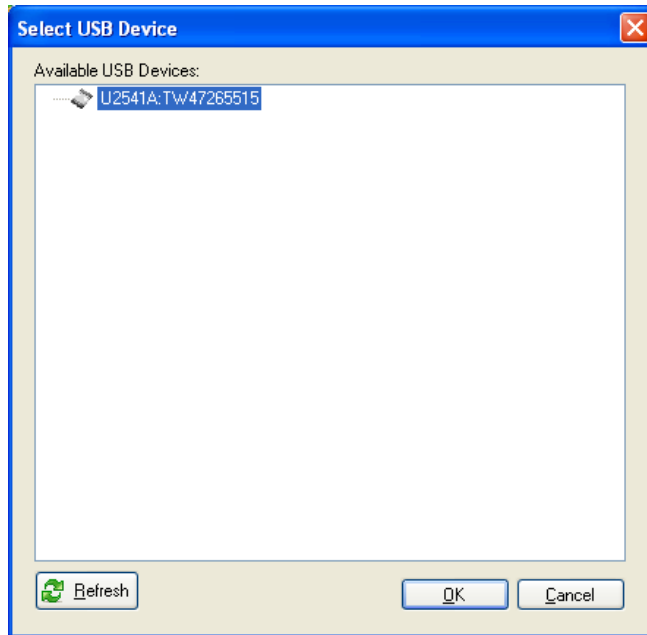 Select USB Device
Available USB Devices:
U2541A:TW47265515
Refresh
OK
Cancel